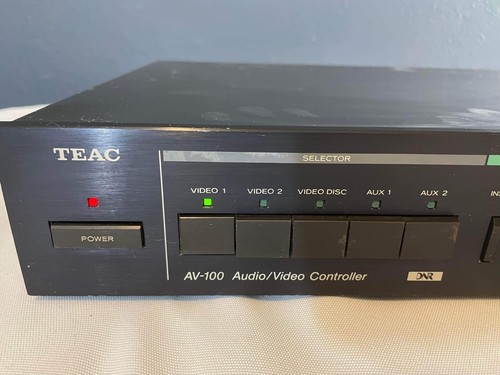 TEAC
SELECTOR
VIDEO 1 VIDEO 2 VIDEO DISC AUX 1 AUX 2
POWER
AV-100 Audio/Video Controller DNR